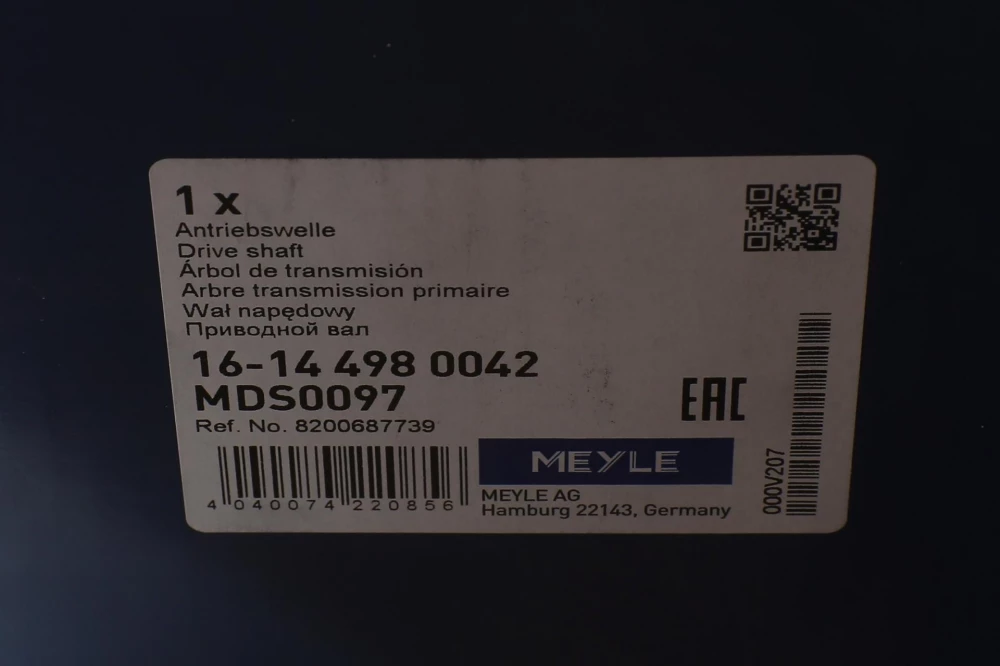 1 x
Antriebswelle
Drive shaft
Árbol de transmisión
Arbre transmission primaire
Wał napędowy
Приводной вал
16-14 498 0042
MDS0097
Ref. No. 8200687739
4 040074 220856
EAC
MEYLE
MEYLE AG
Hamburg 22143, Germany
000V207